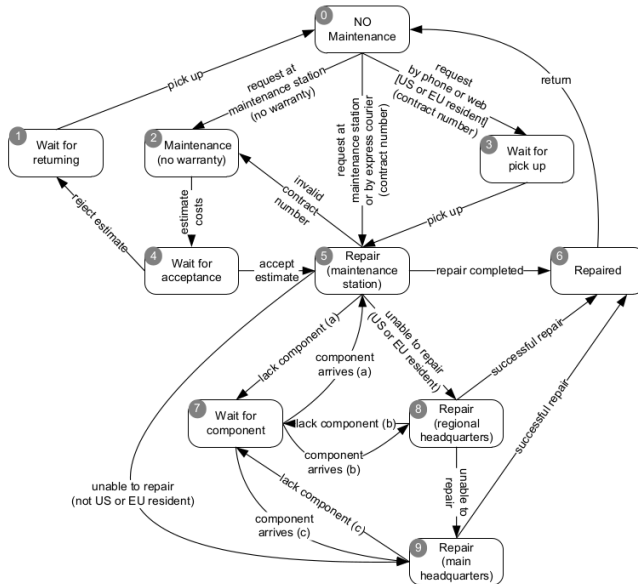 0
NO
Maintenance
pick up
request at
maintenance station
(no warranty)
request at
maintenance station
or by express courier
(contract number)
request
by phone or web
[US or EU resident]
(contract number)
return
1
Wait for
returning
2
Maintenance
(no warranty)
3
Wait for
pick up
reject estimate
estimate
costs
invalid
contract
number
pick up
4
Wait for
acceptance
accept
estimate
5
Repair
(maintenance
station)
repair completed
6
Repaired
lack component (a)
component
arrives (a)
unable to repair
(US or EU
resident)
successful repair
successful repair
7
Wait for
component
lack component (b)
component
arrives (b)
8
Repair
(regional
headquarters)
unable to repair
(not US or EU resident)
component
arrives (c)
lack component (c)
unable to
repair
9
Repair
(main
headquarters)